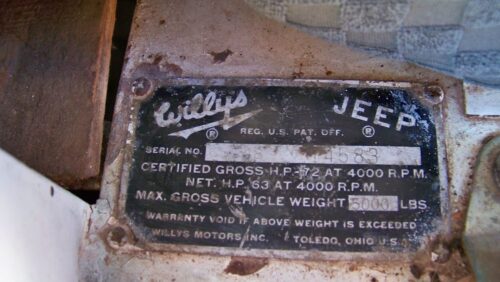 Willys JEEP
® REG. U.S. PAT. OFF. ®
SERIAL NO. 4583
CERTIFIED GROSS H.P-72 AT 4000 R.P.M.
NET. H.P. 63 AT 4000 R.P.M.
MAX. GROSS VEHICLE WEIGHT 5000 LBS
WARRANTY VOID IF ABOVE WEIGHT IS EXCEEDED
WILLYS MOTORS INC. TOLEDO, OHIO U.S.A.